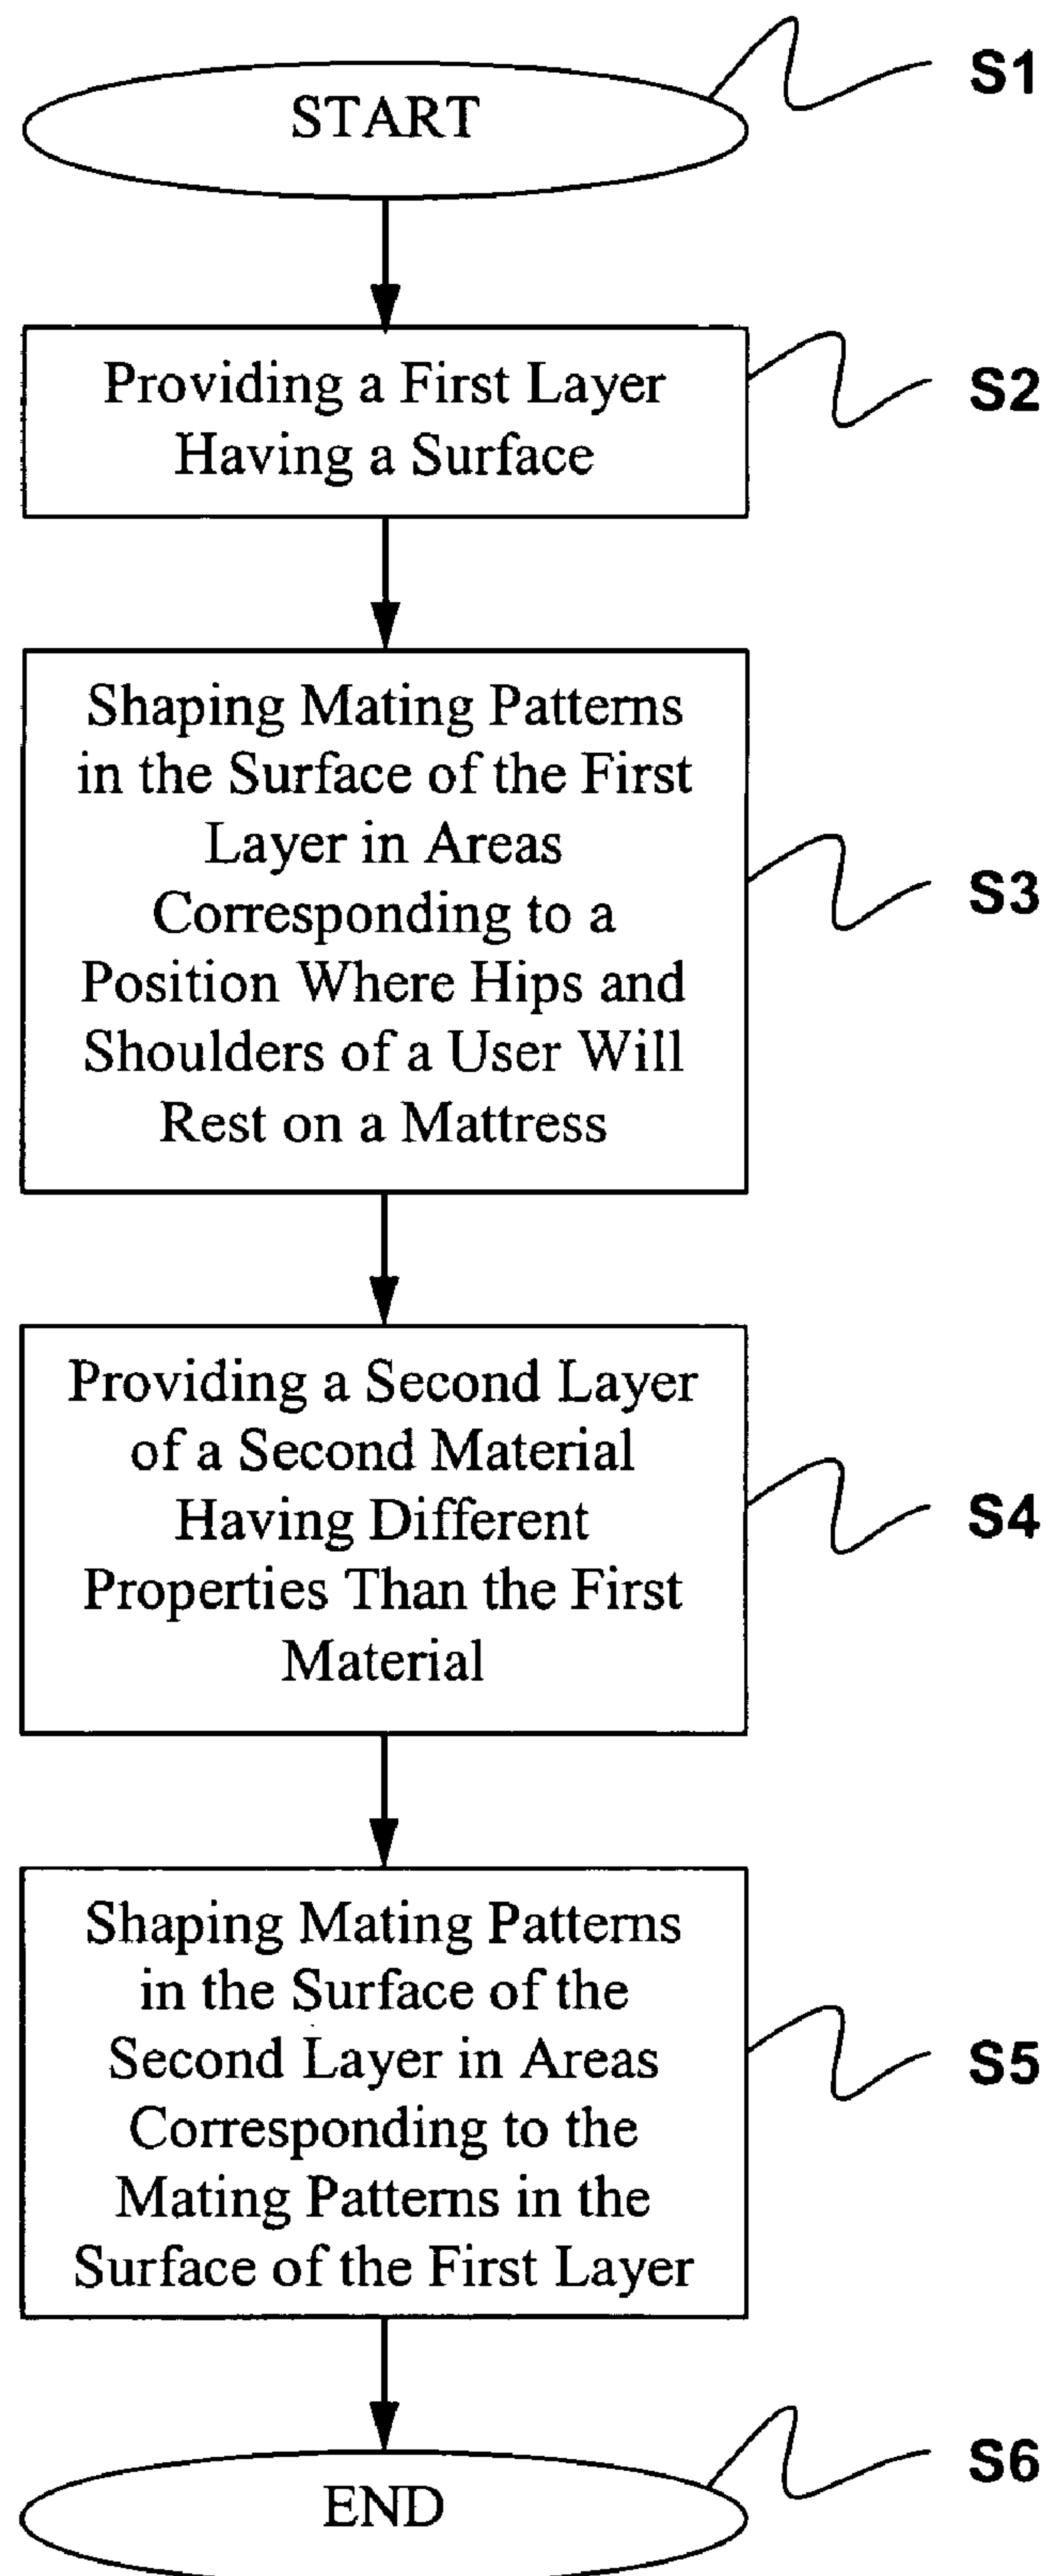 START
S1
Providing a First Layer
Having a Surface
S2
Shaping Mating Patterns
in the Surface of the First
Layer in Areas
Corresponding to a
Position Where Hips and
Shoulders of a User Will
Rest on a Mattress
S3
Providing a Second Layer
of a Second Material
Having Different
Properties Than the First
Material
S4
Shaping Mating Patterns
in the Surface of the
Second Layer in Areas
Corresponding to the
Mating Patterns in the
Surface of the First Layer
S5
END
S6